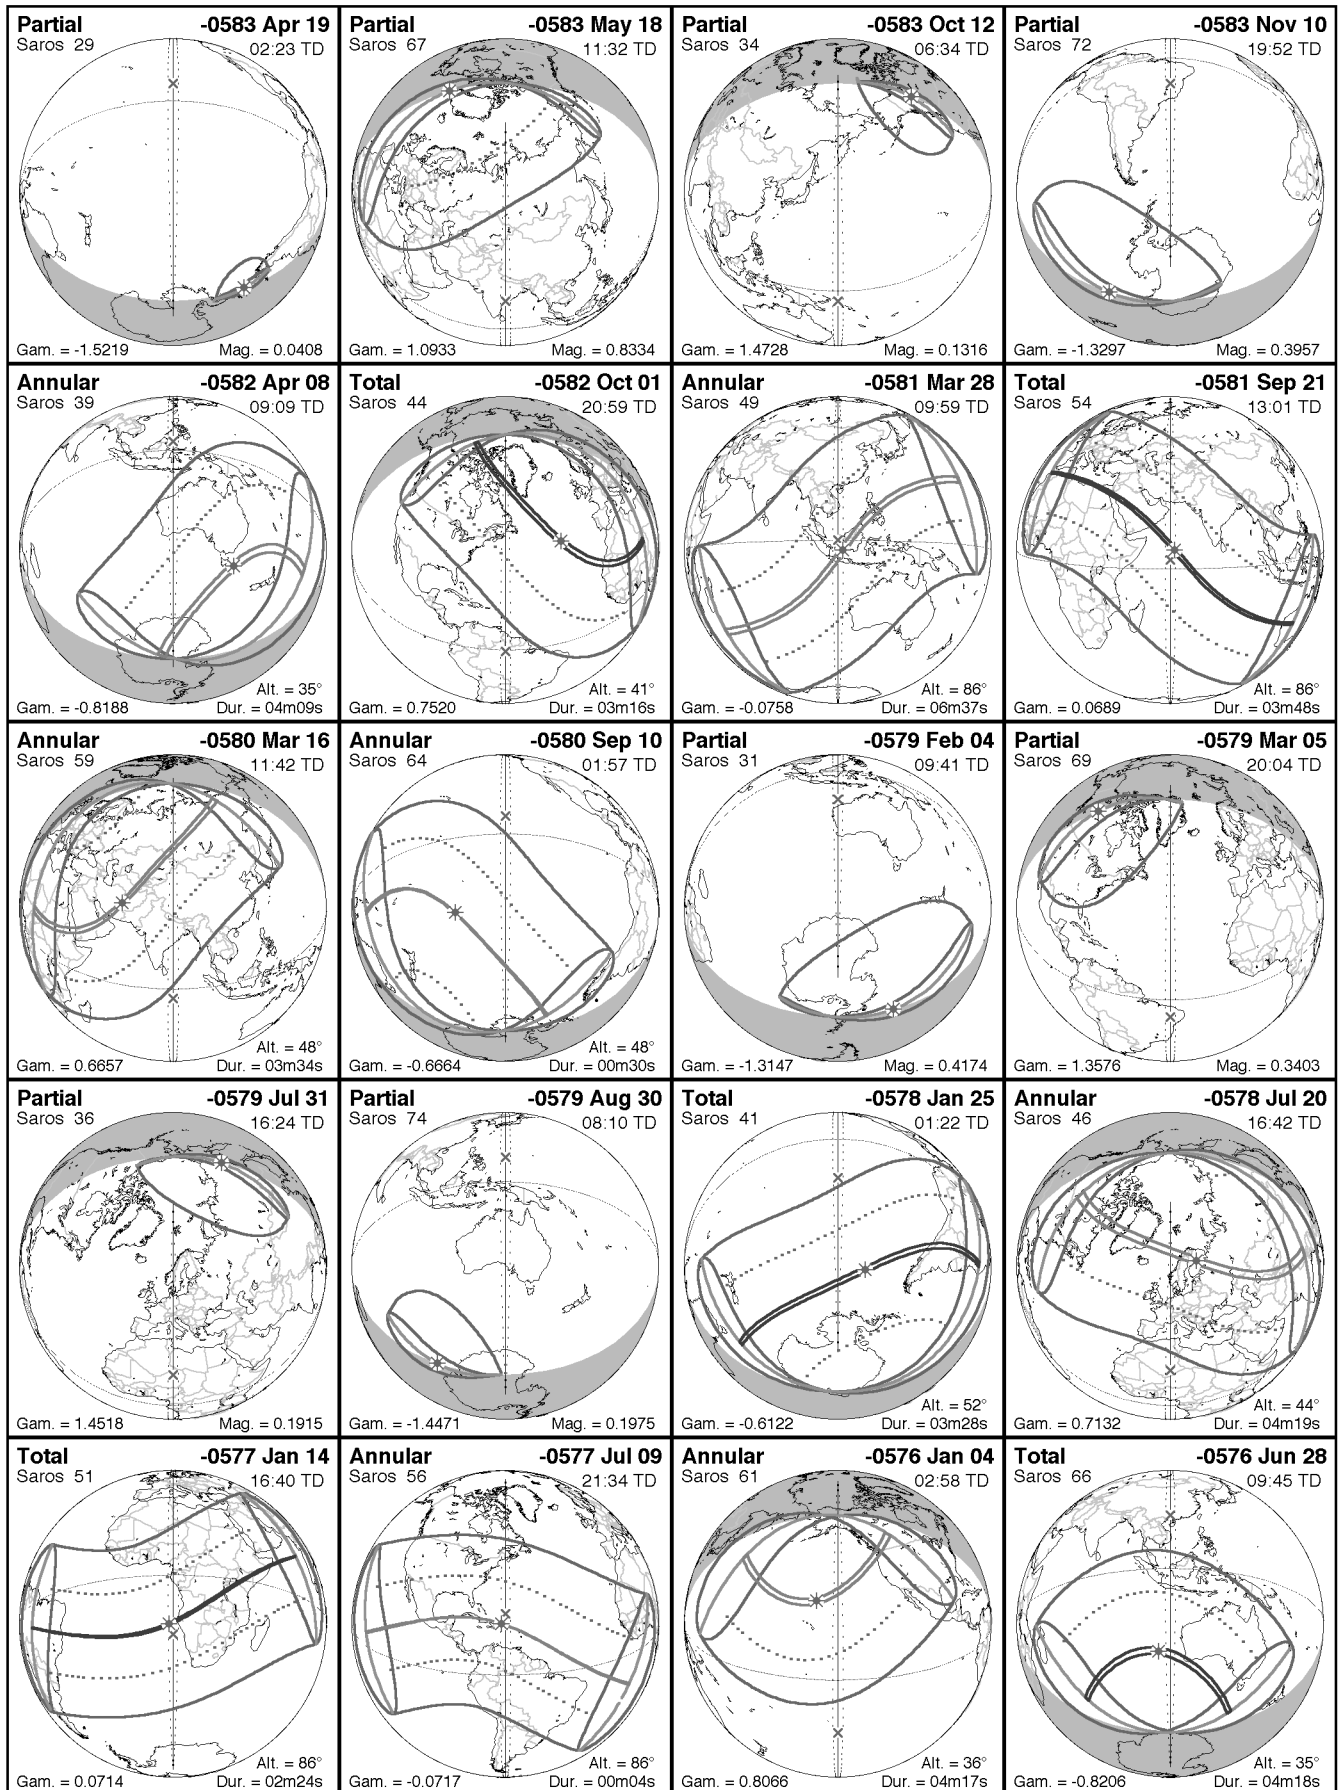 Partial -0583 Apr 19
Saros 29 02:23 TD
Gam. = -1.5219 Mag. = 0.0408
Partial -0583 May 18
Saros 67 11:32 TD
Gam. = 1.0933 Mag. = 0.8334
Partial -0583 Oct 12
Saros 34 06:34 TD
Gam. = 1.4728 Mag. = 0.1316
Partial -0583 Nov 10
Saros 72 19:52 TD
Gam. = -1.3297 Mag. = 0.3957
Annular -0582 Apr 08
Saros 39 09:09 TD
Alt. = 35°
Gam. = -0.8188 Dur. = 04m09s
Total -0582 Oct 01
Saros 44 20:59 TD
Alt. = 41°
Gam. = 0.7520 Dur. = 03m16s
Annular -0581 Mar 28
Saros 49 09:59 TD
Alt. = 86°
Gam. = -0.0758 Dur. = 06m37s
Total -0581 Sep 21
Saros 54 13:01 TD
Alt. = 86°
Gam. = 0.0689 Dur. = 03m48s
Annular -0580 Mar 16
Saros 59 11:42 TD
Alt. = 48°
Gam. = 0.6657 Dur. = 03m34s
Annular -0580 Sep 10
Saros 64 01:57 TD
Alt. = 48°
Gam. = -0.6664 Dur. = 00m30s
Partial -0579 Feb 04
Saros 31 09:41 TD
Gam. = -1.3147 Mag. = 0.4174
Partial -0579 Mar 05
Saros 69 20:04 TD
Gam. = 1.3576 Mag. = 0.3403
Partial -0579 Jul 31
Saros 36 16:24 TD
Gam. = 1.4518 Mag. = 0.1915
Partial -0579 Aug 30
Saros 74 08:10 TD
Gam. = -1.4471 Mag. = 0.1975
Total -0578 Jan 25
Saros 41 01:22 TD
Alt. = 52°
Gam. = -0.6122 Dur. = 03m28s
Annular -0578 Jul 20
Saros 46 16:42 TD
Alt. = 44°
Gam. = 0.7132 Dur. = 04m19s
Total -0577 Jan 14
Saros 51 16:40 TD
Alt. = 86°
Gam. = 0.0714 Dur. = 02m24s
Annular -0577 Jul 09
Saros 56 21:34 TD
Alt. = 86°
Gam. = -0.0717 Dur. = 00m04s
Annular -0576 Jan 04
Saros 61 02:58 TD
Alt. = 36°
Gam. = 0.8066 Dur. = 04m17s
Total -0576 Jun 28
Saros 66 09:45 TD
Alt. = 35°
Gam. = -0.8206 Dur. = 04m18s